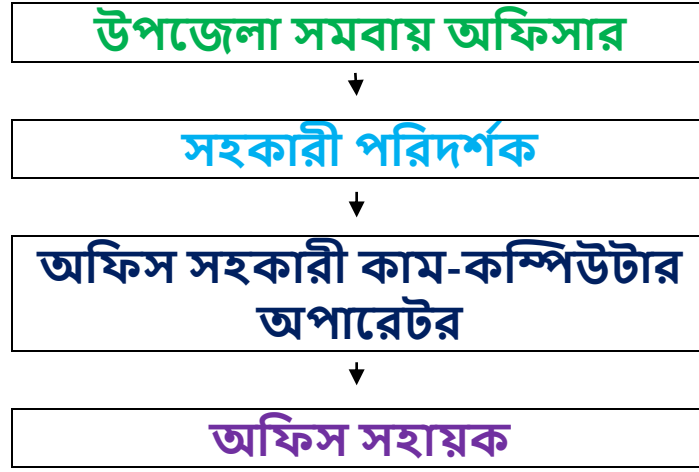 উপজেলা সমবায় অফিসার
সহকারী পরিদর্শক
অফিস সহকারী কাম-কম্পিউটার
অপারেটর
অফিস সহায়ক